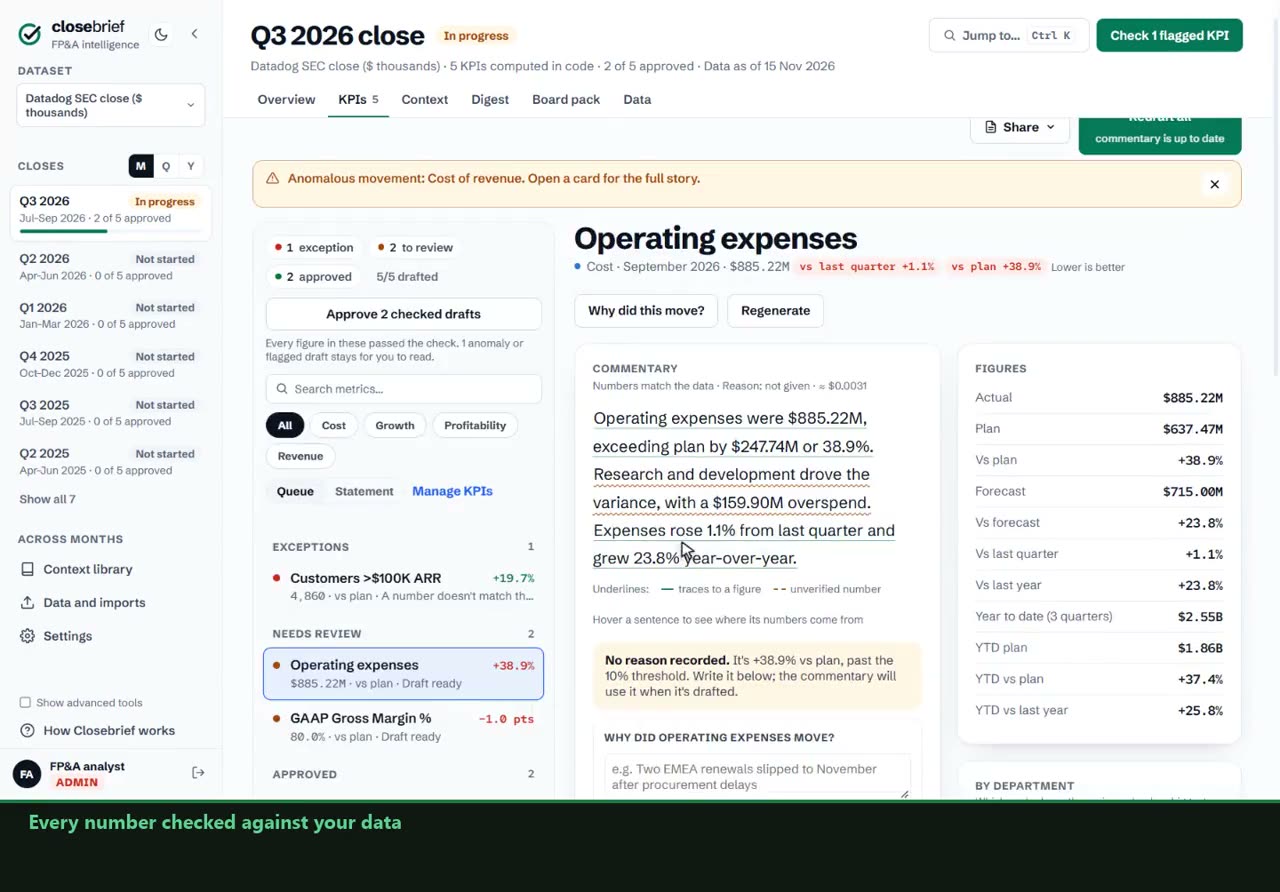 closebrief
FP&A intelligence
DATASET
Datadog SEC close ($ thousands)
CLOSES
M Q Y
Q3 2026 In progress
Jul-Sep 2026 · 2 of 5 approved
Q2 2026 Not started
Apr-Jun 2026 · 0 of 5 approved
Q1 2026 Not started
Jan-Mar 2026 · 0 of 5 approved
Q4 2025 Not started
Oct-Dec 2025 · 0 of 5 approved
Q3 2025 Not started
Jul-Sep 2025 · 0 of 5 approved
Q2 2025 Not started
Apr-Jun 2025 · 0 of 5 approved
Show all 7
ACROSS MONTHS
Context library
Data and imports
Settings
Show advanced tools
How Closebrief works
FA FP&A analyst
ADMIN
Q3 2026 close In progress
Jump to... Ctrl K
Check 1 flagged KPI
Datadog SEC close ($ thousands) · 5 KPIs computed in code · 2 of 5 approved · Data as of 15 Nov 2026
Overview KPIs 5 Context Digest Board pack Data
Share
Redraft all
commentary is up to date
Anomalous movement: Cost of revenue. Open a card for the full story.
1 exception 2 to review
2 approved 5/5 drafted
Approve 2 checked drafts
Every figure in these passed the check. 1 anomaly or
flagged draft stays for you to read.
Search metrics...
All Cost Growth Profitability
Revenue
Queue Statement Manage KPIs
EXCEPTIONS 1
Customers >$100K ARR +19.7%
4,860 · vs plan · A number doesn't match th...
NEEDS REVIEW 2
Operating expenses +38.9%
$885.22M · vs plan · Draft ready
GAAP Gross Margin % −1.0 pts
80.0% · vs plan · Draft ready
APPROVED 2
Operating expenses
Cost · September 2026 · $885.22M vs last quarter +1.1% vs plan +38.9% Lower is better
Why did this move? Regenerate
COMMENTARY
Numbers match the data · Reason: not given · ≈ $0.0031
Operating expenses were $885.22M,
exceeding plan by $247.74M or 38.9%.
Research and development drove the
variance, with a $159.90M overspend.
Expenses rose 1.1% from last quarter and
grew 23.8% year-over-year.
Underlines: traces to a figure unverified number
Hover a sentence to see where its numbers come from
No reason recorded. It's +38.9% vs plan, past the
10% threshold. Write it below; the commentary will
use it when it's drafted.
WHY DID OPERATING EXPENSES MOVE?
e.g. Two EMEA renewals slipped to November
after procurement delays
FIGURES
Actual $885.22M
Plan $637.47M
Vs plan +38.9%
Forecast $715.00M
Vs forecast +23.8%
Vs last quarter +1.1%
Vs last year +23.8%
Year to date (3 quarters) $2.55B
YTD plan $1.86B
YTD vs plan +37.4%
YTD vs last year +25.8%
BY DEPARTMENT
Every number checked against your data